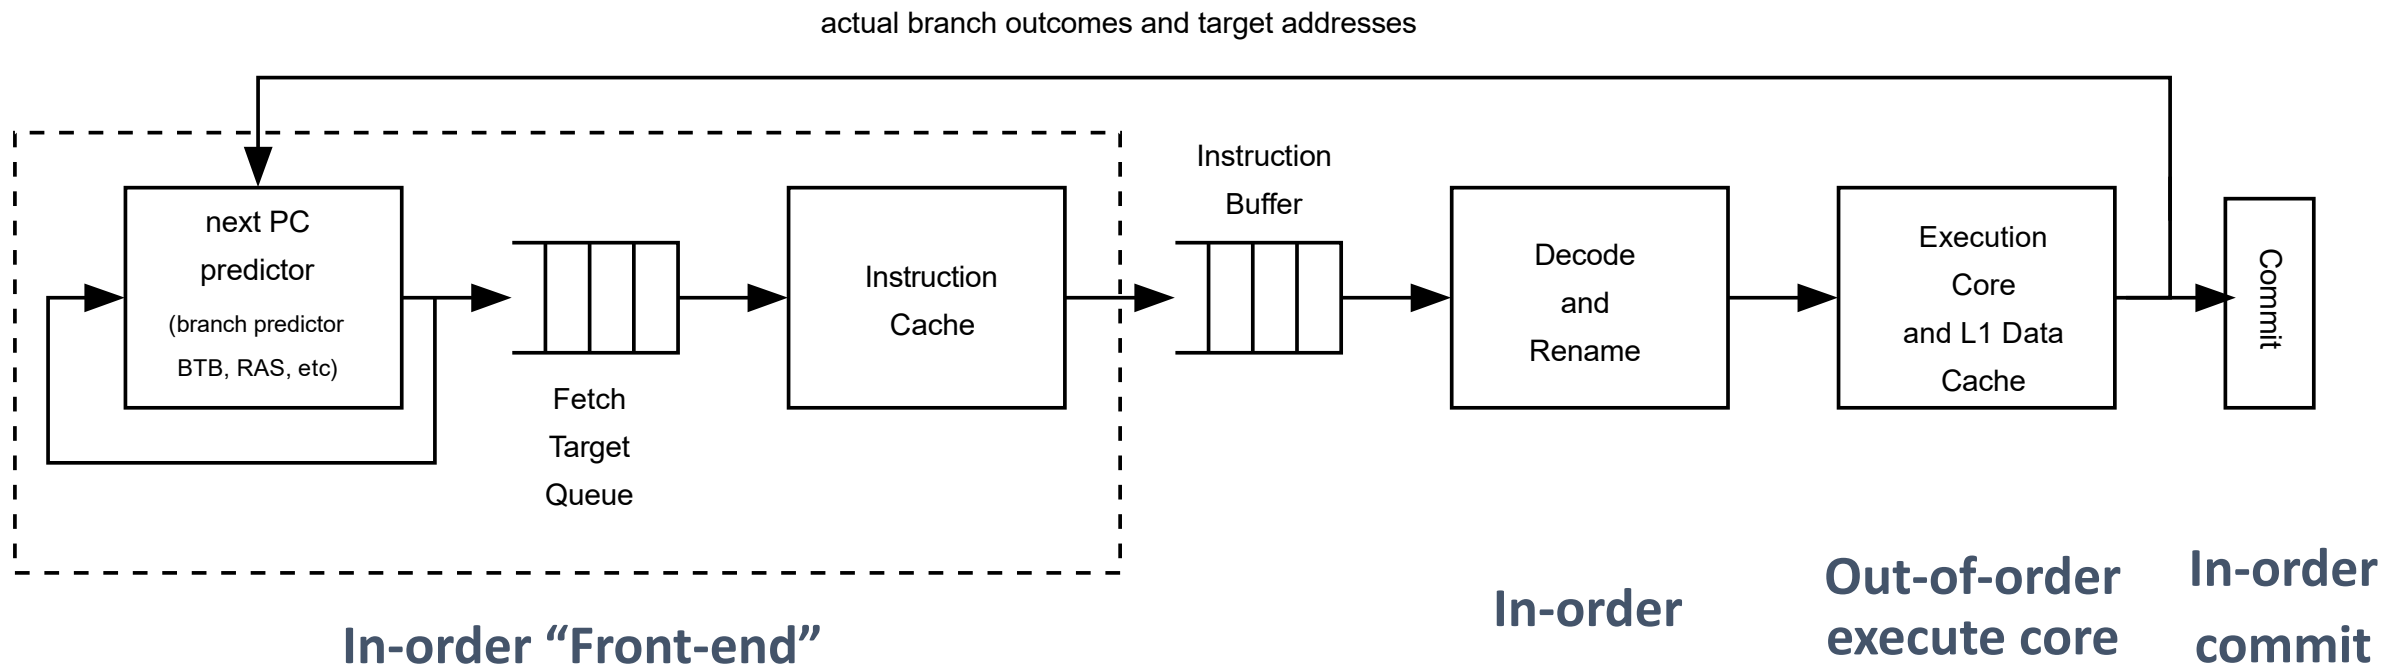 actual branch outcomes and target addresses
next PC
predictor
(branch predictor
BTB, RAS, etc)
Fetch
Target
Queue
Instruction
Cache
Instruction
Buffer
Decode
and
Rename
Execution
Core
and L1 Data
Cache
Commit
In-order “Front-end”
In-order
Out-of-order
execute core
In-order
commit